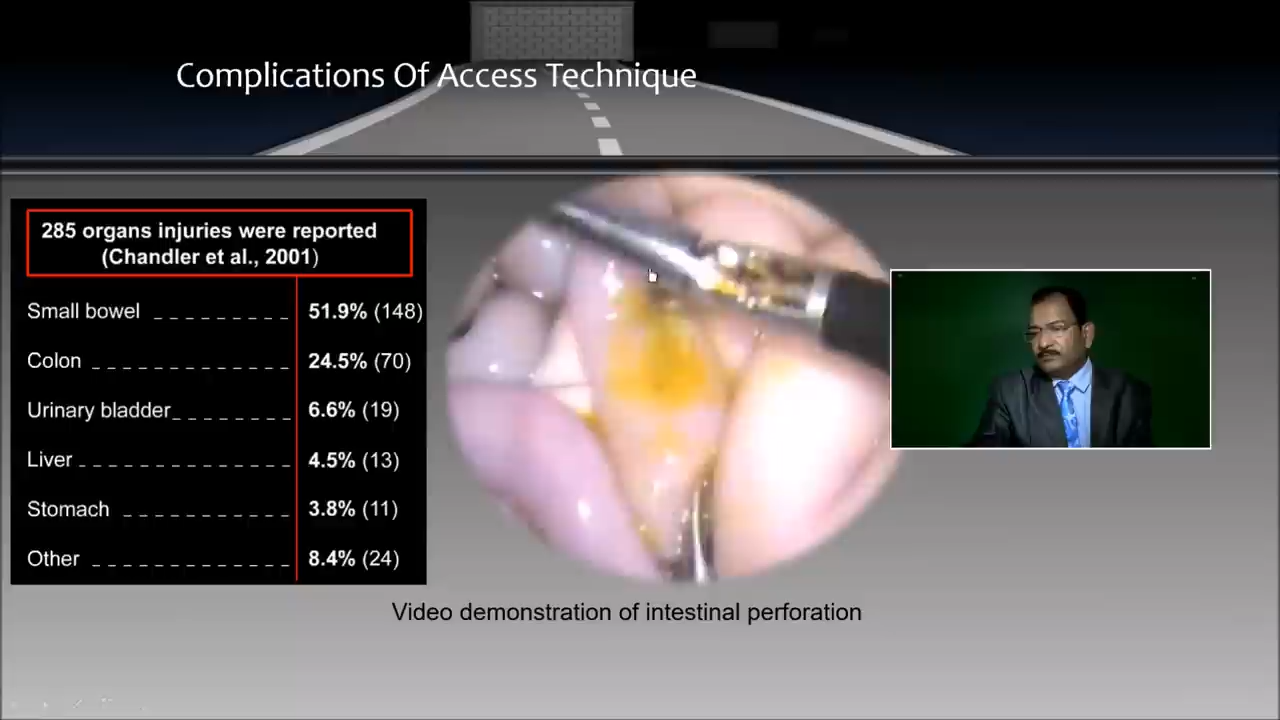 Complications Of Access Technique
285 organs injuries were reported
(Chandler et al., 2001)
Small bowel _ _ _ _ _ _ _ _ _ 51.9% (148)
Colon _ _ _ _ _ _ _ _ _ _ _ _ _ 24.5% (70)
Urinary bladder_ _ _ _ _ _ _ _ 6.6% (19)
Liver _ _ _ _ _ _ _ _ _ _ _ _ _ _ 4.5% (13)
Stomach _ _ _ _ _ _ _ _ _ _ _ 3.8% (11)
Other _ _ _ _ _ _ _ _ _ _ _ _ _ 8.4% (24)
Video demonstration of intestinal perforation